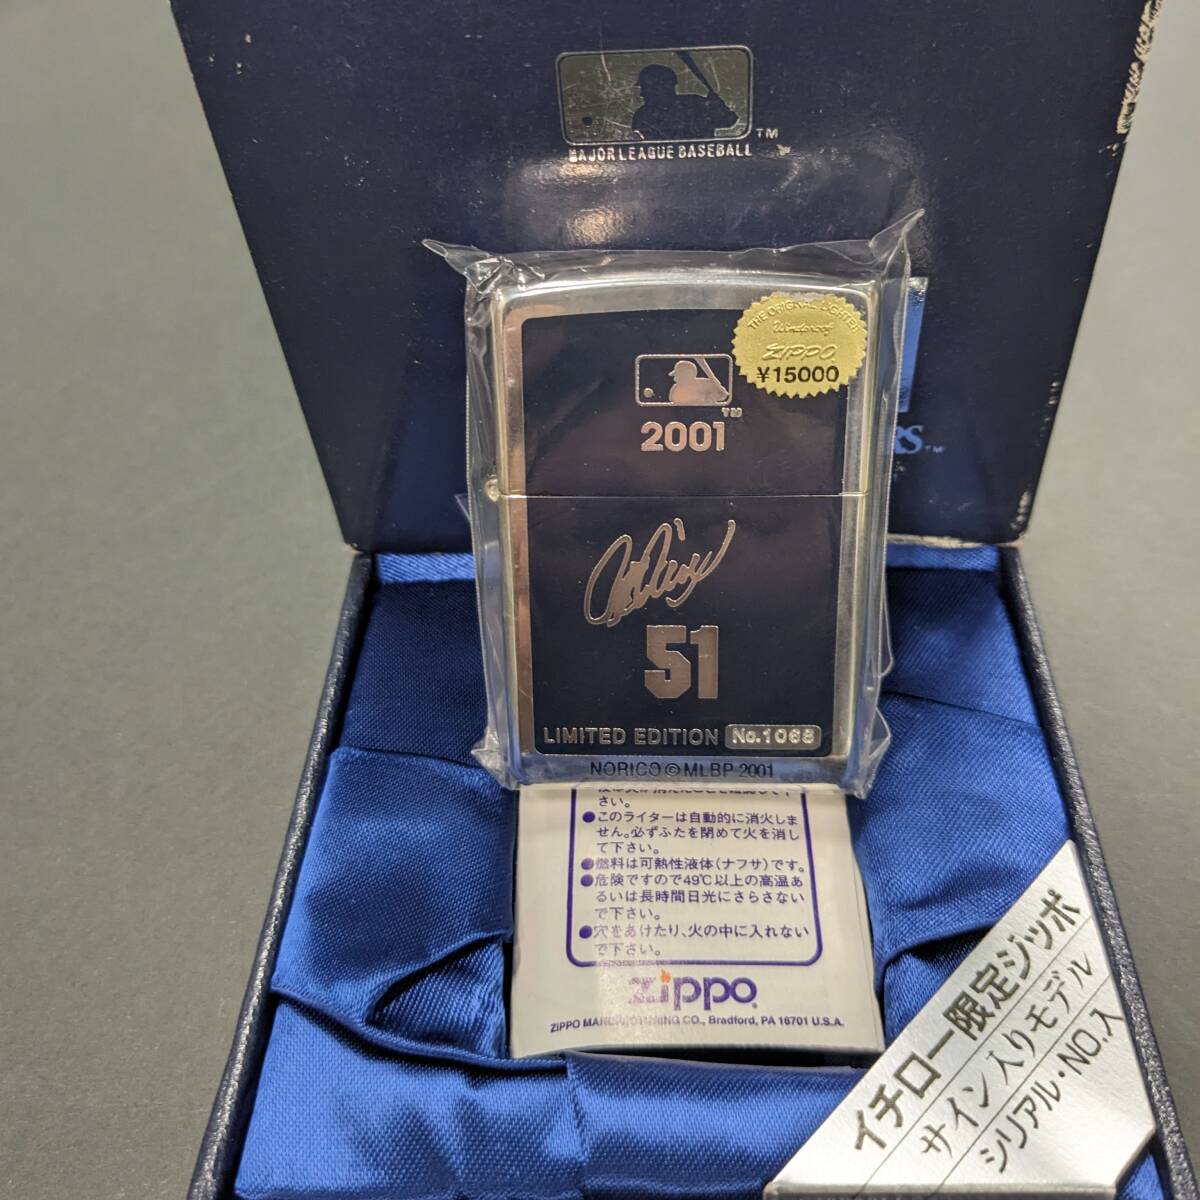 TM
MAJOR LEAGUE BASEBALL
THE ORIGINAL LIGHTER
Windproof
ZIPPO
¥15000
TM
2001
51
LIMITED EDITION No.1068
NORICO © MLBP 2001
RS TM
さい。
●このライターは自動的に消火しま
せん。必ずふたを閉めて火を消し
て下さい。
●燃料は可熱性液体(ナフサ)です。
●危険ですので49℃以上の高温あ
るいは長時間日光にさらさない
で下さい。
●穴をあけたり、火の中に入れない
で下さい。
zippo
ZIPPO MANUFACTURING CO., Bradford, PA 16701 U.S.A.
イチロー限定ジッポ
サイン入りモデル
シリアル・NO.入